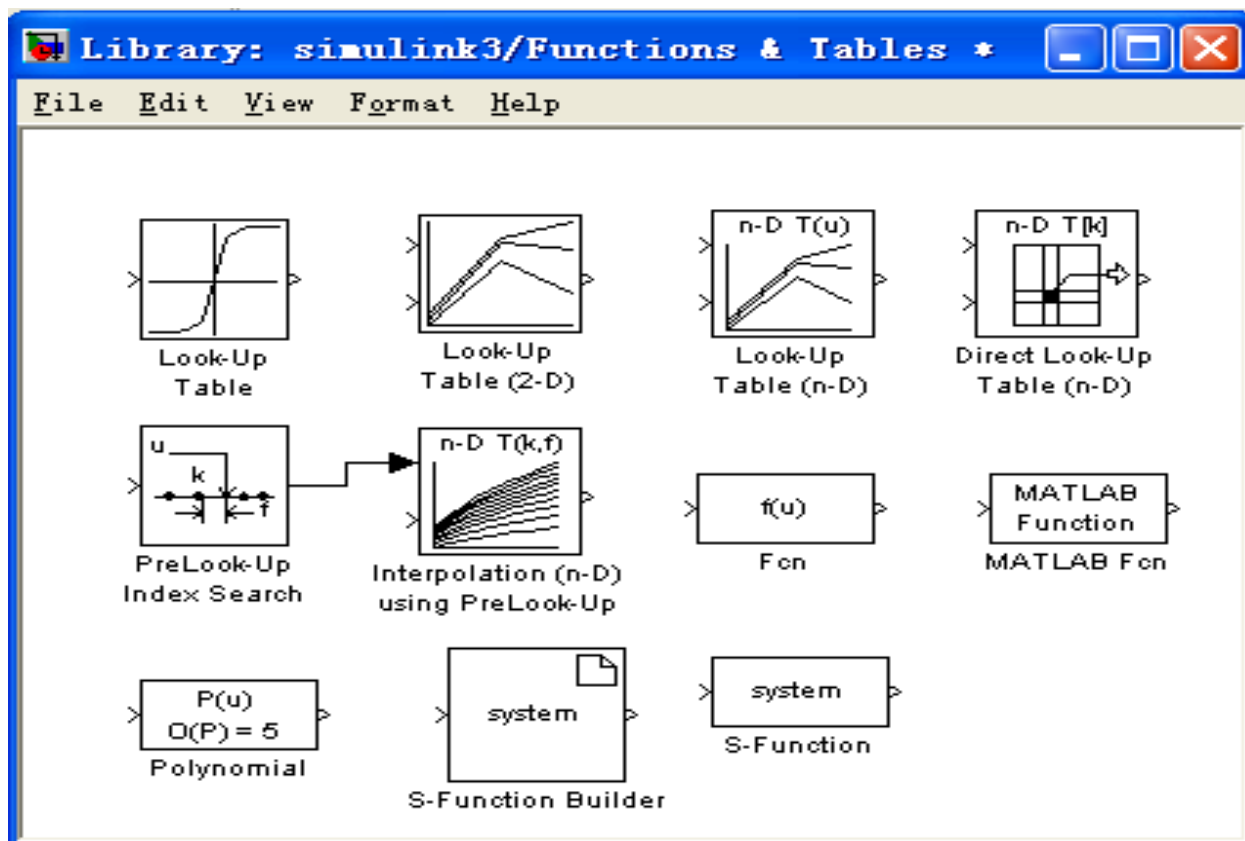 Library: simulink3/Functions & Tables *
File Edit View Format Help
Look-Up
Table
Look-Up
Table (2-D)
n-D T(u)
Look-Up
Table (n-D)
n-D T[k]
Direct Look-Up
Table (n-D)
u
k
f
PreLook-Up
Index Search
n-D T(k,f)
Interpolation (n-D)
using PreLook-Up
f(u)
Fcn
MATLAB
Function
MATLAB Fcn
P(u)
O(P) = 5
Polynomial
system
S-Function Builder
system
S-Function